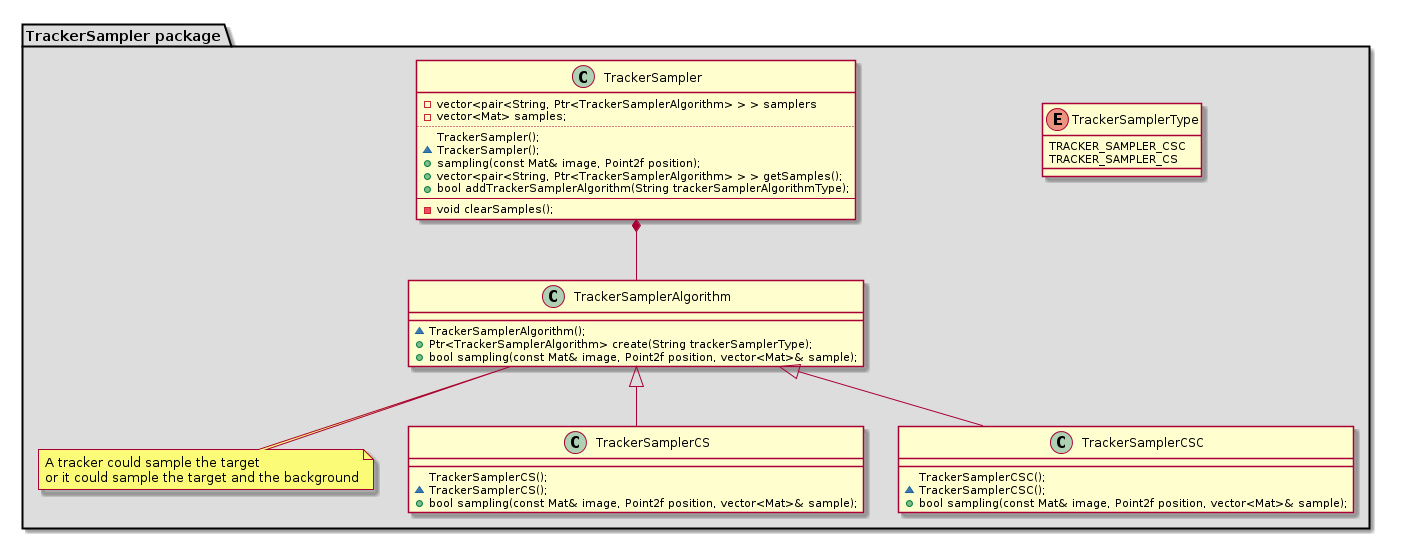 TrackerSampler package
C TrackerSampler
vector<pair<String, Ptr<TrackerSamplerAlgorithm> > > samplers
vector<Mat> samples;
TrackerSampler();
TrackerSampler();
sampling(const Mat& image, Point2f position);
vector<pair<String, Ptr<TrackerSamplerAlgorithm> > > getSamples();
bool addTrackerSamplerAlgorithm(String trackerSamplerAlgorithmType);
void clearSamples();
E TrackerSamplerType
TRACKER_SAMPLER_CSC
TRACKER_SAMPLER_CS
C TrackerSamplerAlgorithm
TrackerSamplerAlgorithm();
Ptr<TrackerSamplerAlgorithm> create(String trackerSamplerType);
bool sampling(const Mat& image, Point2f position, vector<Mat>& sample);
A tracker could sample the target
or it could sample the target and the background
C TrackerSamplerCS
TrackerSamplerCS();
TrackerSamplerCS();
bool sampling(const Mat& image, Point2f position, vector<Mat>& sample);
C TrackerSamplerCSC
TrackerSamplerCSC();
TrackerSamplerCSC();
bool sampling(const Mat& image, Point2f position, vector<Mat>& sample);